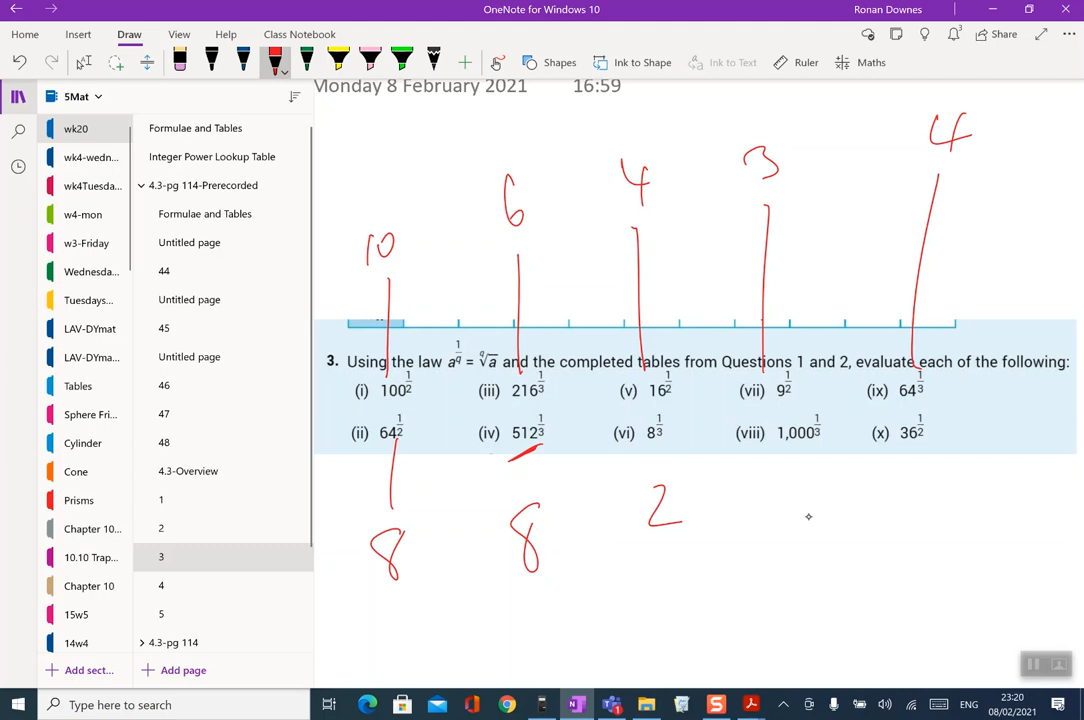 OneNote for Windows 10
Ronan Downes
Home Insert Draw View Help Class Notebook
Shapes Ink to Shape Ink to Text Ruler Maths Share
5Mat
wk20
wk4-wedn...
wk4Tuesda...
w4-mon
w3-Friday
Wednesda...
Tuesdays...
LAV-DYmat
LAV-DYma...
Tables
Sphere Fri...
Cylinder
Cone
Prisms
Chapter 10...
10.10 Trap...
Chapter 10
15w5
14w4
Add sect...
Formulae and Tables
Integer Power Lookup Table
4.3-pg 114-Prerecorded
Formulae and Tables
Untitled page
44
Untitled page
45
Untitled page
46
47
48
4.3-Overview
1
2
3
4
5
4.3-pg 114
Add page
Monday 8 February 2021 16:59
10 6 4 3 4
3. Using the law a^(1/q) = ^q√a and the completed tables from Questions 1 and 2, evaluate each of the following:
(i) 100^(1/2) (iii) 216^(1/3) (v) 16^(1/2) (vii) 9^(1/2) (ix) 64^(1/3)
(ii) 64^(1/2) (iv) 512^(1/3) (vi) 8^(1/3) (viii) 1,000^(1/3) (x) 36^(1/2)
8 8 2
Type here to search
ENG
23:20
08/02/2021